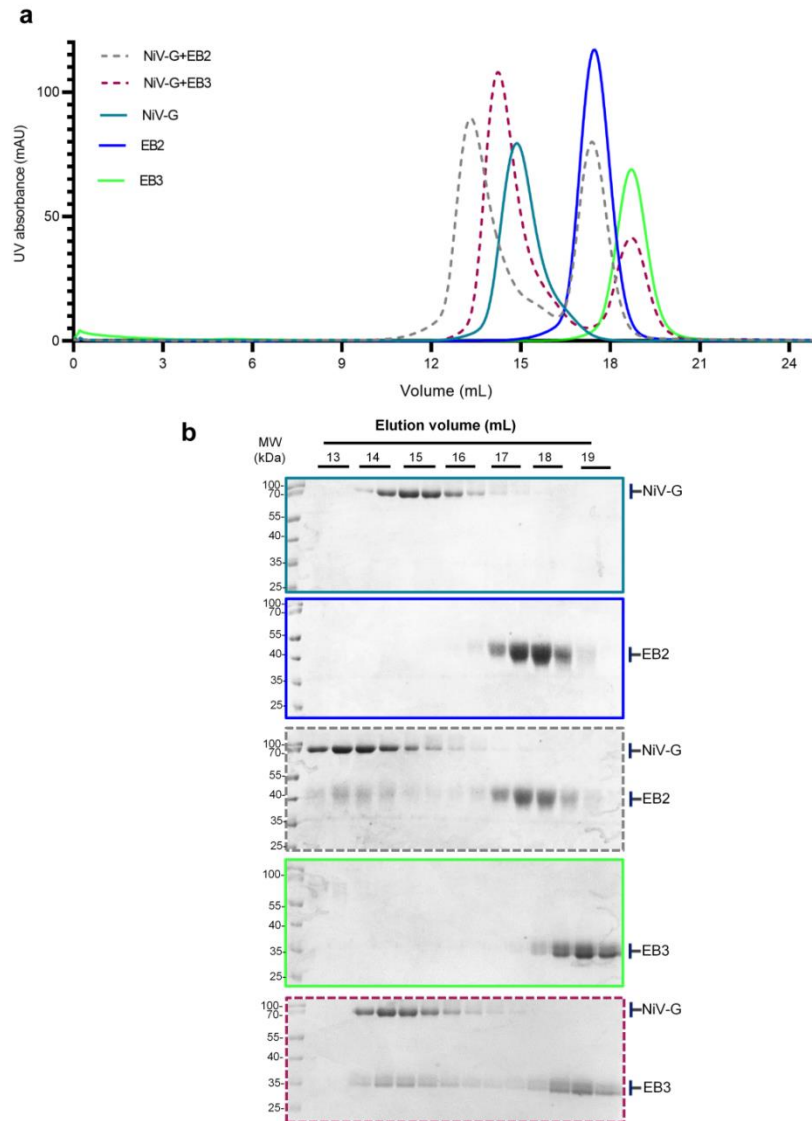 a
NiV-G+EB2
NiV-G+EB3
NiV-G
EB2
EB3
UV absorbance (mAU)
100
50
0
0 3 6 9 12 15 18 21 24
Volume (mL)
b
Elution volume (mL)
MW
(kDa)
13 14 15 16 17 18 19
100-
70-
55-
40-
35-
25-
NiV-G
100-
70-
55-
40-
35-
25-
EB2
100-
70-
55-
40-
35-
25-
NiV-G
EB2
100-
55-
40-
35-
25-
EB3
100-
70-
55-
40-
35-
25-
NiV-G
EB3